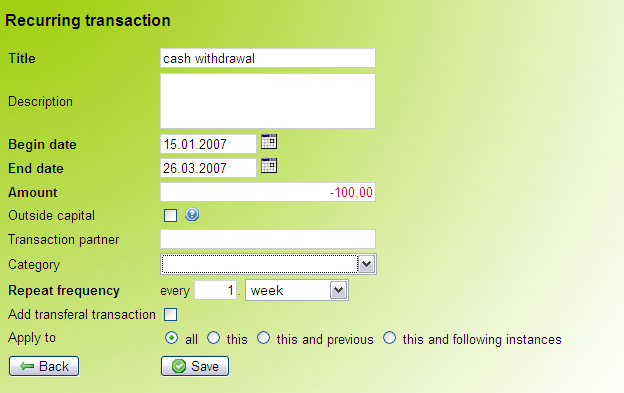 Recurring transaction
Title cash withdrawal
Description
Begin date 15.01.2007
End date 26.03.2007
Amount -100,00
Outside capital ?
Transaction partner
Category
Repeat frequency every 1 . week
Add transferal transaction
Apply to all this this and previous this and following instances
Back Save